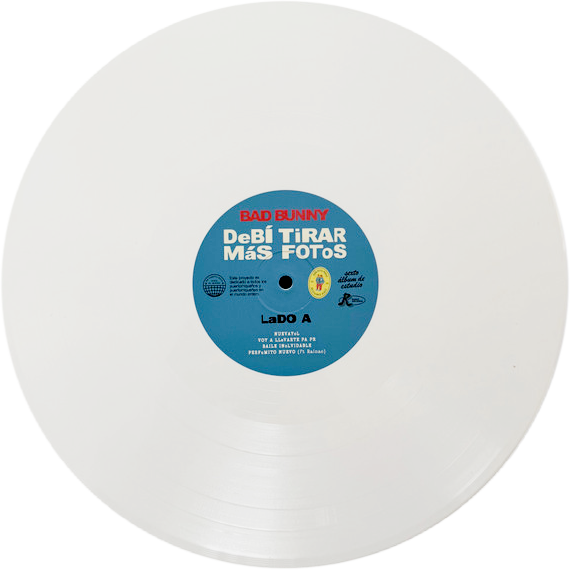 BAD BUNNY
DeBÍ TiRAR
MáS FOToS
Este proyecto es
dedicado a todos los
puertorriqueños y
puertorriqueñas en
el mundo entero.
sexto
álbum de
estudio
LaDO A
NUEVAYoL
VOY A LLeVARTE PA PR
BAILE INoLVIDABLE
PERFuMITO NUEVO (ft. RaiNao)